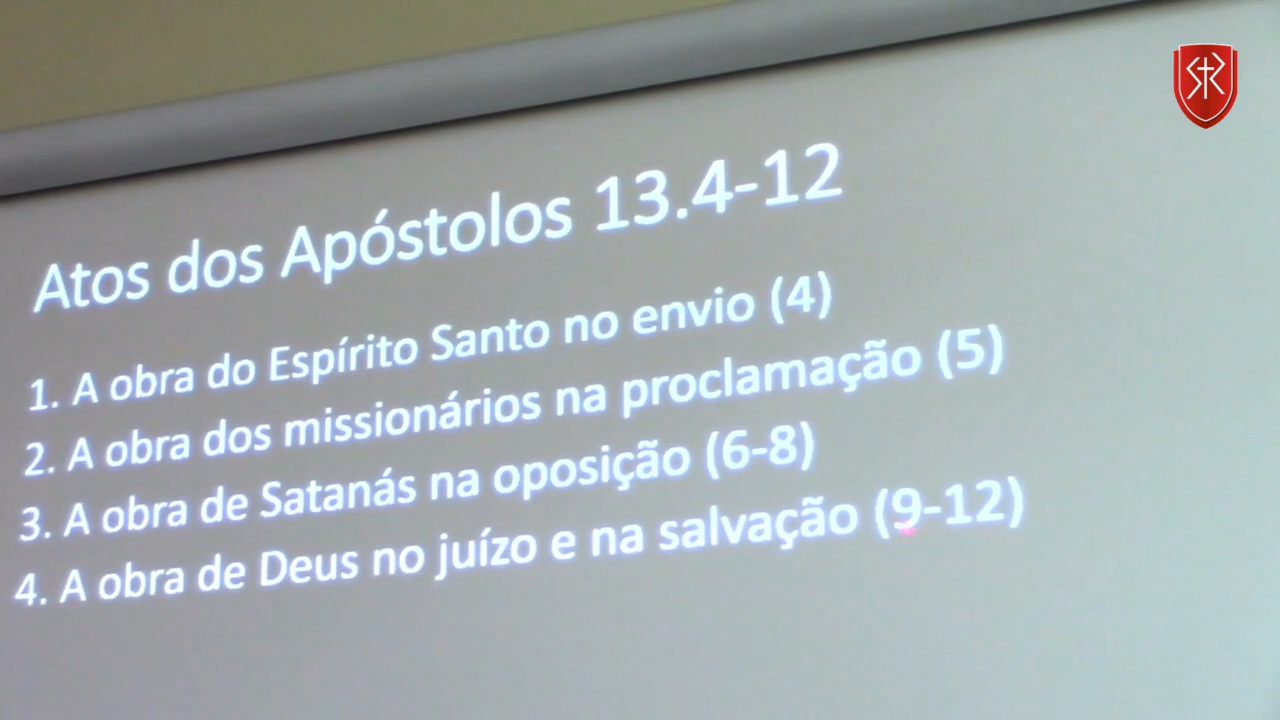 Atos dos Apóstolos 13.4-12
1. A obra do Espírito Santo no envio (4)
2. A obra dos missionários na proclamação (5)
3. A obra de Satanás na oposição (6-8)
4. A obra de Deus no juízo e na salvação (9-12)